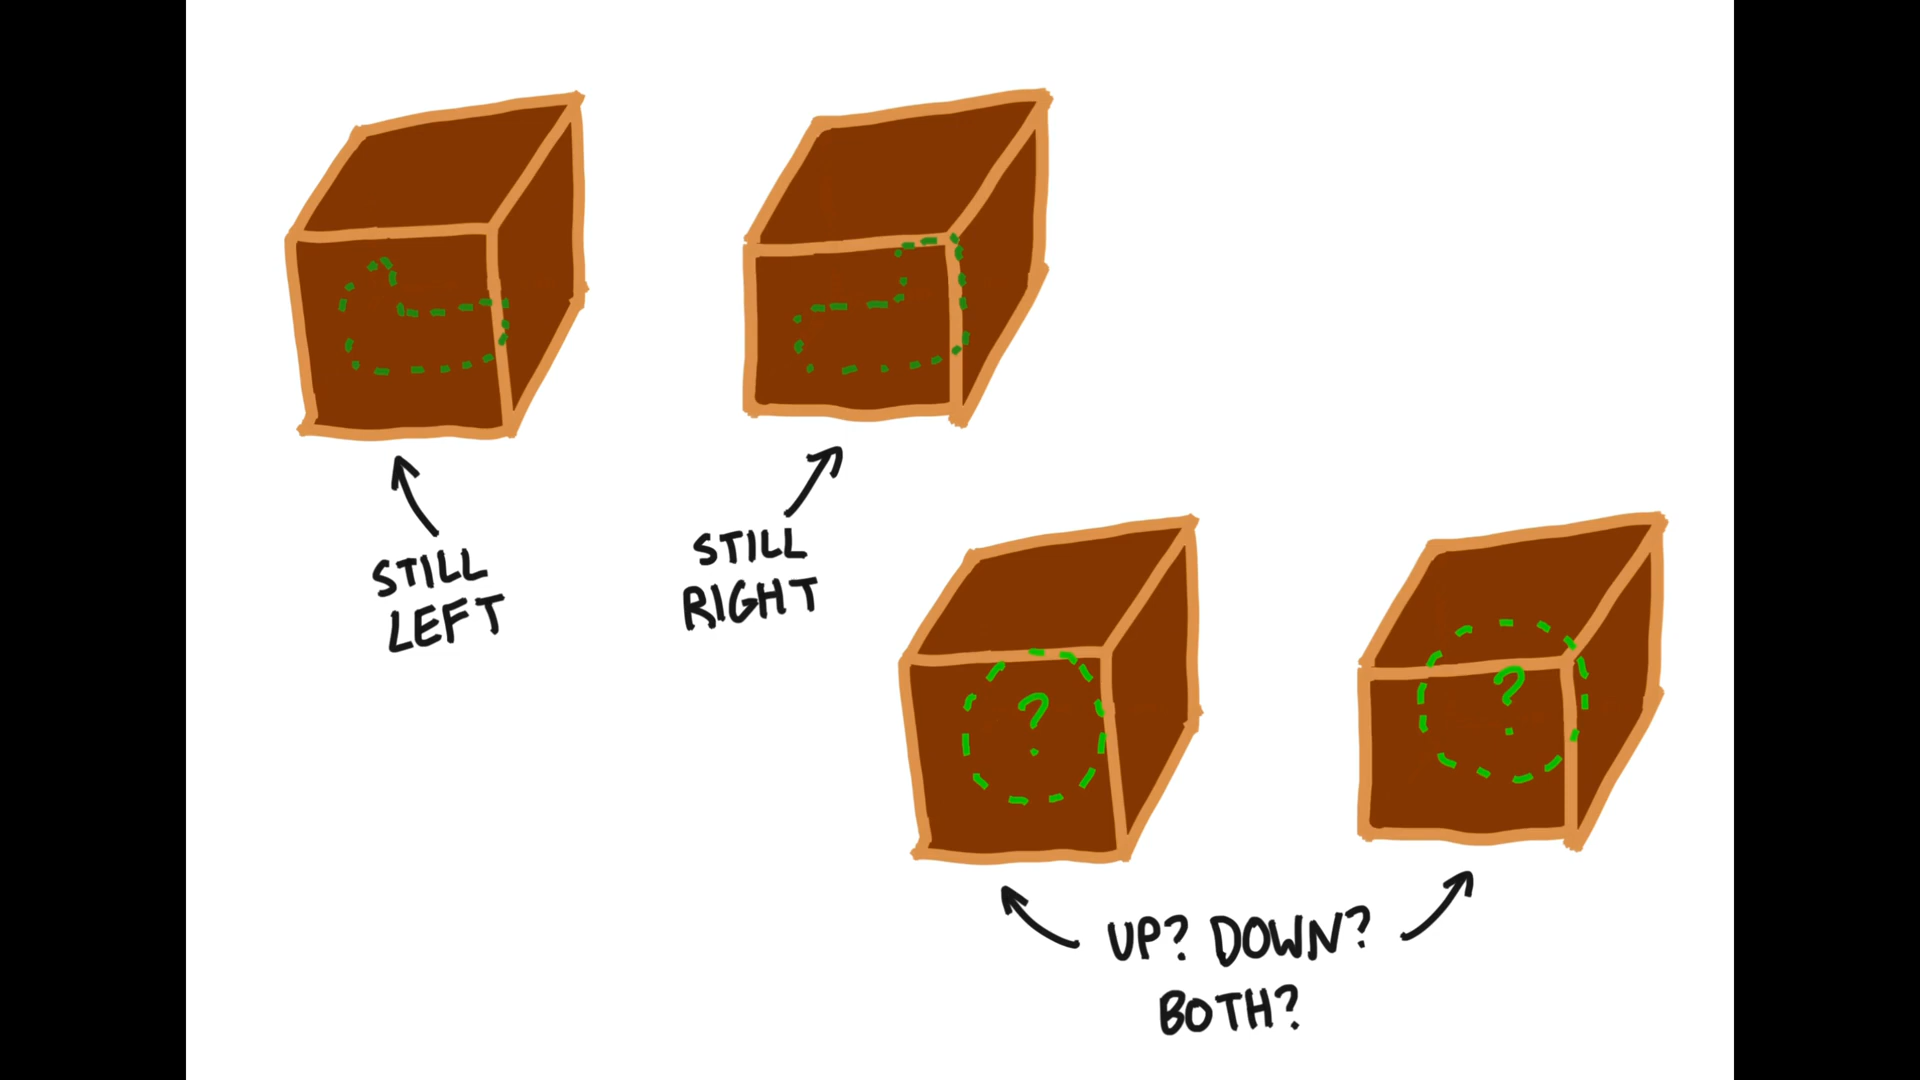 STILL
LEFT
STILL
RIGHT
?
?
UP? DOWN?
BOTH?